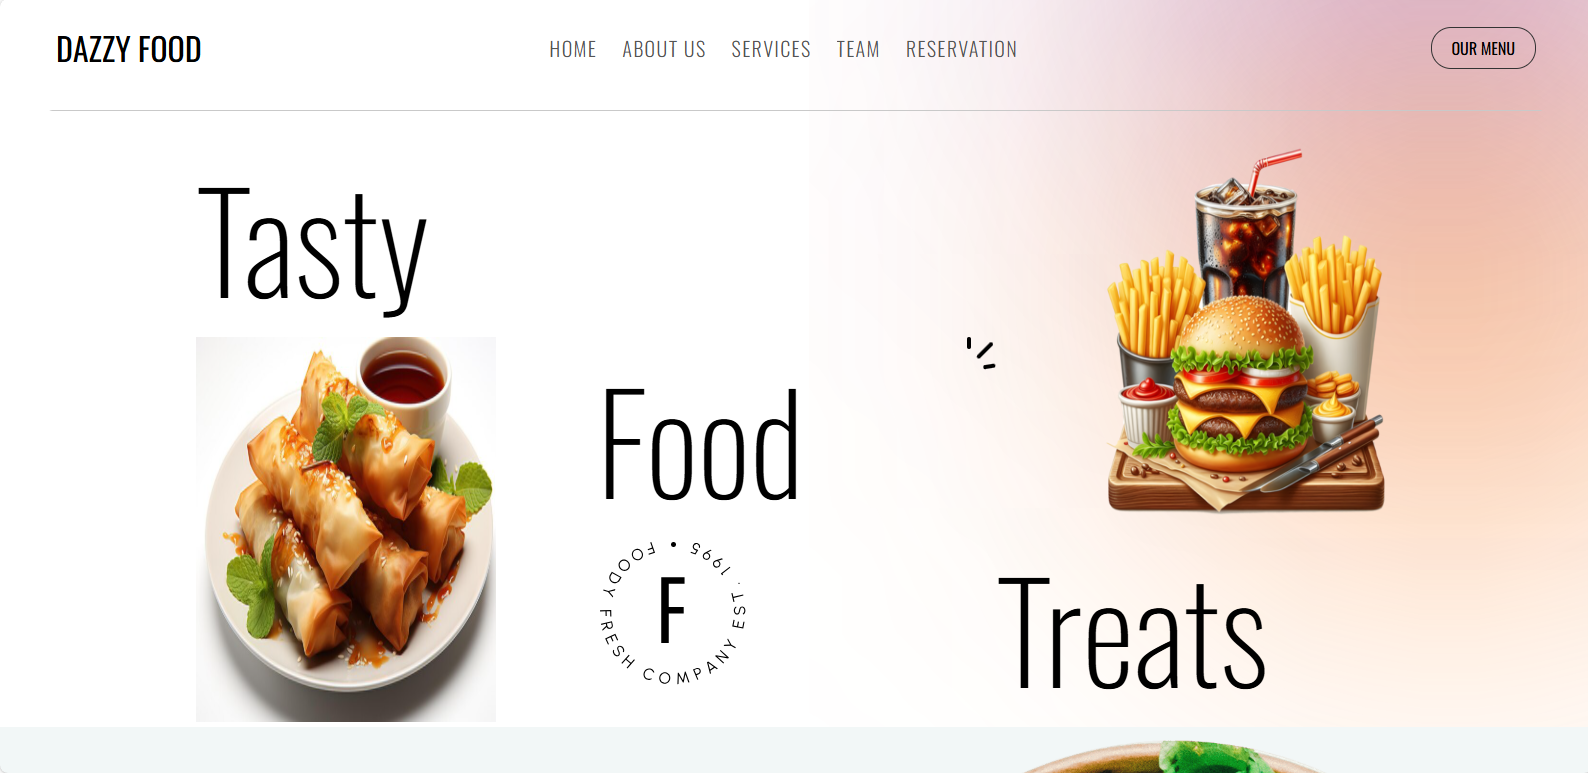 DAZZY FOOD
HOME ABOUT US SERVICES TEAM RESERVATION
OUR MENU
Tasty
Food
FOODY FRESH COMPANY EST. 1995 •
F
Treats